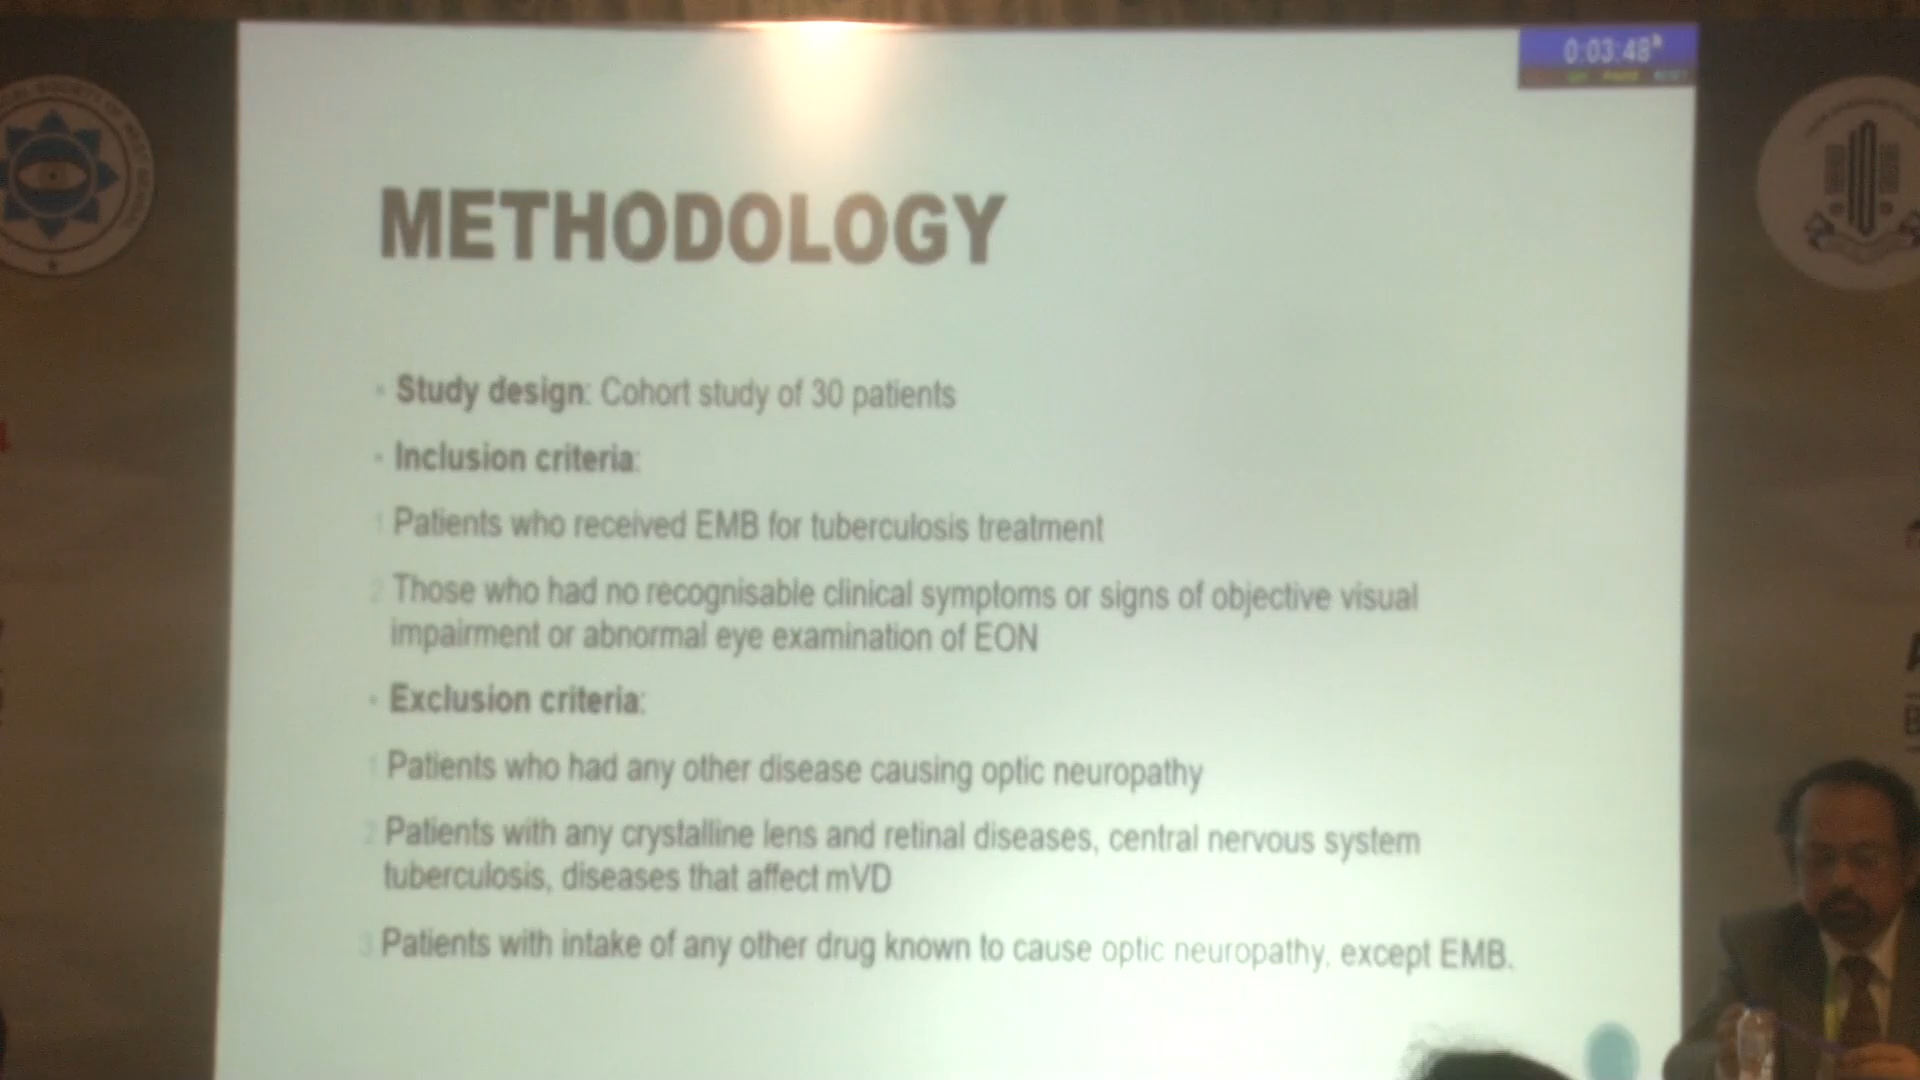 0:03:48
METHODOLOGY
Study design: Cohort study of 30 patients
Inclusion criteria:
1 Patients who received EMB for tuberculosis treatment
2 Those who had no recognisable clinical symptoms or signs of objective visual
impairment or abnormal eye examination of EON
Exclusion criteria:
1 Patients who had any other disease causing optic neuropathy
2 Patients with any crystalline lens and retinal diseases, central nervous system
tuberculosis, diseases that affect mVD
3 Patients with intake of any other drug known to cause optic neuropathy, except EMB.